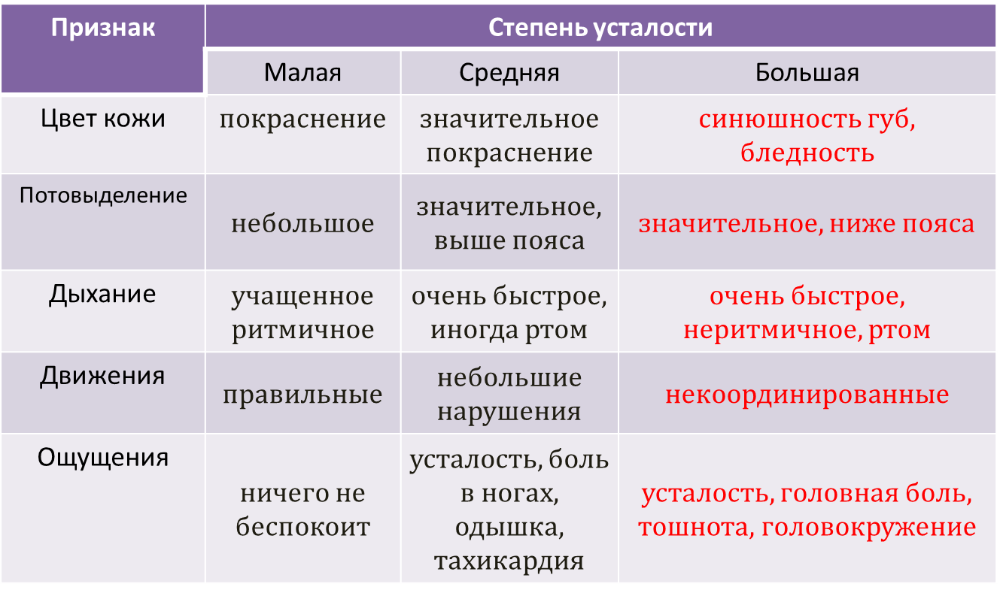 Признак
Степень усталости
Малая
Средняя
Большая
Цвет кожи
покраснение
значительное
покраснение
синюшность губ,
бледность
Потовыделение
небольшое
значительное,
выше пояса
значительное, ниже пояса
Дыхание
учащенное
ритмичное
очень быстрое,
иногда ртом
очень быстрое,
неритмичное, ртом
Движения
правильные
небольшие
нарушения
некоординированные
Ощущения
ничего не
беспокоит
усталость, боль
в ногах,
одышка,
тахикардия
усталость, головная боль,
тошнота, головокружение